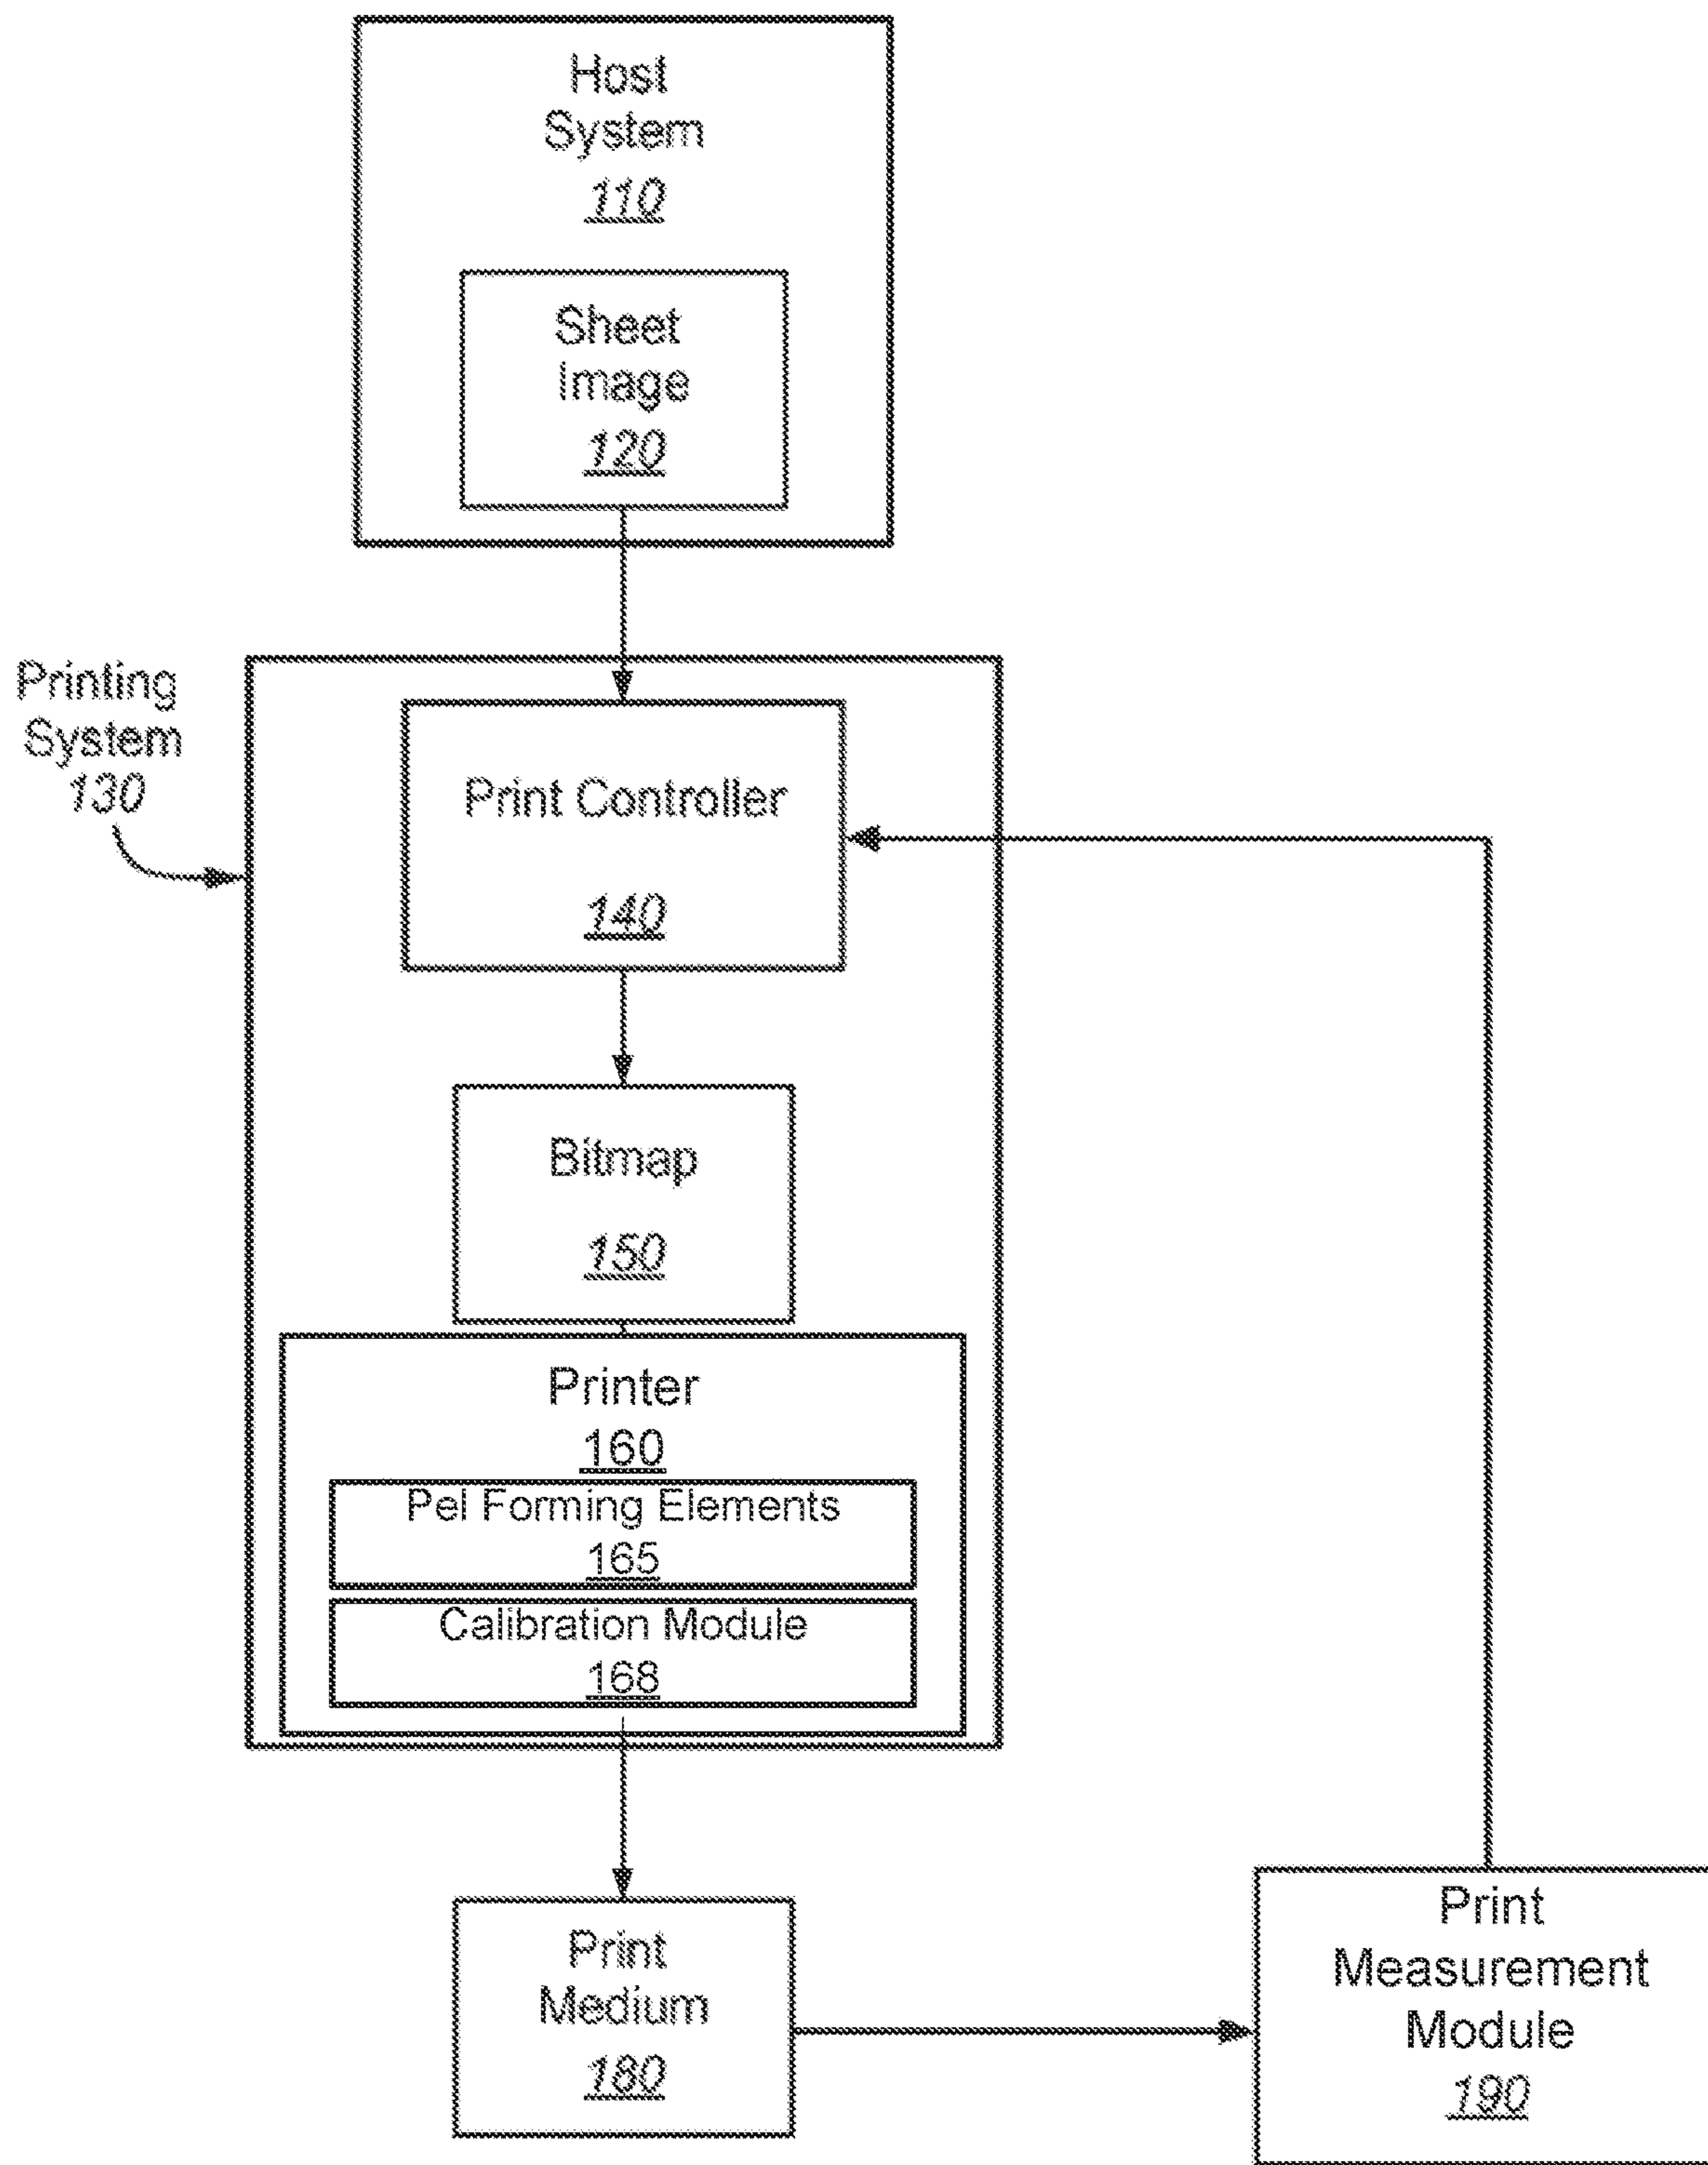 Host
System
110
Sheet
Image
120
Printing
System
130
Print Controller
140
Bitmap
150
Printer
160
Pel Forming Elements
165
Calibration Module
168
Print
Medium
180
Print
Measurement
Module
190